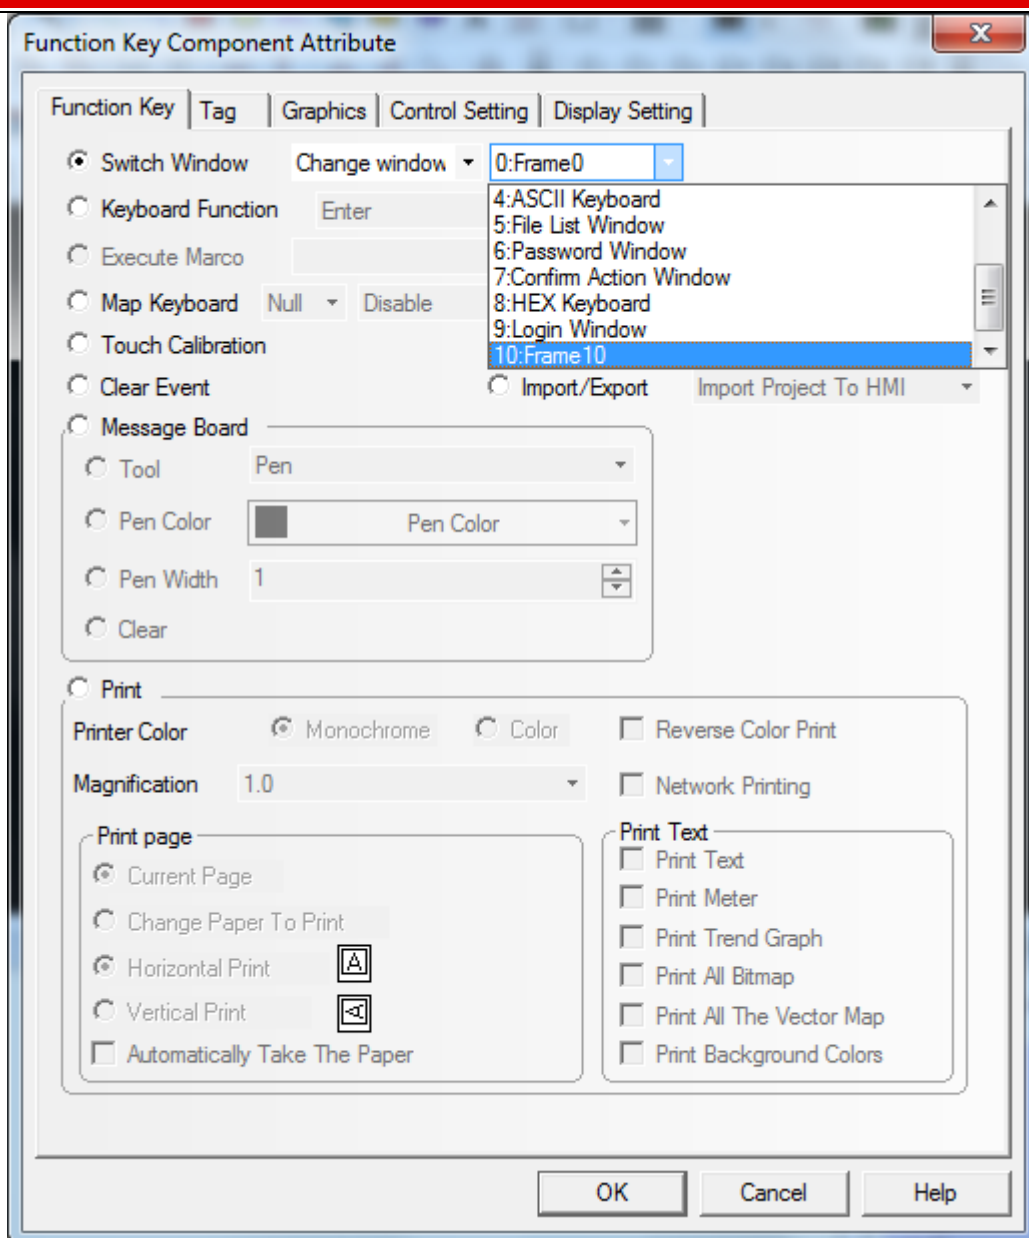 Function Key Component Attribute
x
Function Key Tag Graphics Control Setting Display Setting
Switch Window Change window 0:Frame0
4:ASCII Keyboard
Keyboard Function Enter
5:File List Window
6:Password Window
Execute Marco
7:Confirm Action Window
Map Keyboard Null Disable
8:HEX Keyboard
9:Login Window
Touch Calibration
10:Frame10
Clear Event Import/Export Import Project To HMI
Message Board
Tool Pen
Pen Color Pen Color
Pen Width 1
Clear
Print
Printer Color Monochrome Color Reverse Color Print
Magnification 1.0 Network Printing
Print page Print Text
Current Page Print Text
Change Paper To Print Print Meter
Print Trend Graph
Horizontal Print A Print All Bitmap
Vertical Print A Print All The Vector Map
Automatically Take The Paper Print Background Colors
OK Cancel Help